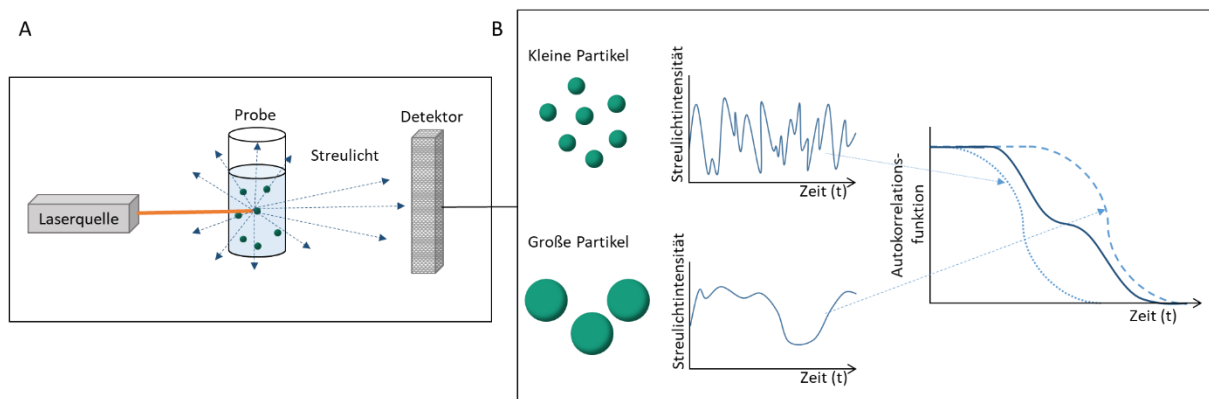 A
Probe
Detektor
Streulicht
Laserquelle
B
Kleine Partikel
Streulichtintensität
Zeit (t)
Große Partikel
Streulichtintensität
Zeit (t)
Autokorrelations-
funktion
Zeit (t)